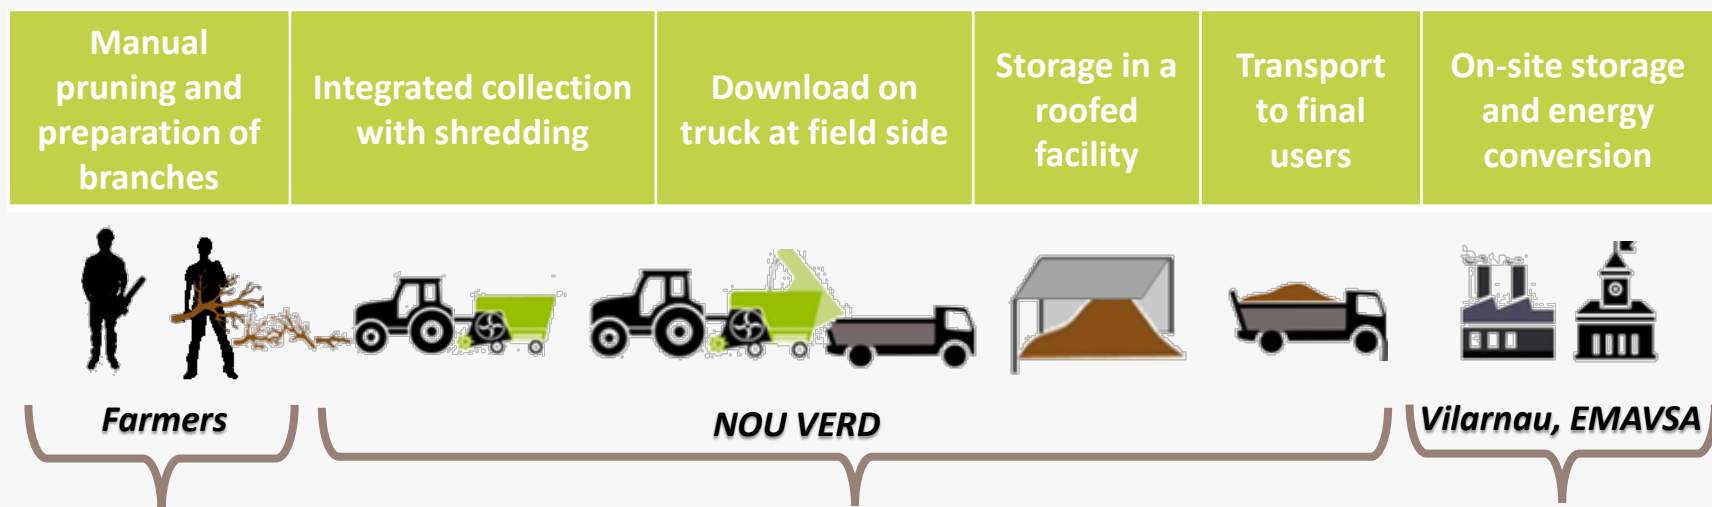 Manual
pruning and
preparation of
branches
Integrated collection
with shredding
Download on
truck at field side
Storage in a
roofed
facility
Transport
to final
users
On-site storage
and energy
conversion
Farmers
NOU VERD
Vilarnau, EMAVSA